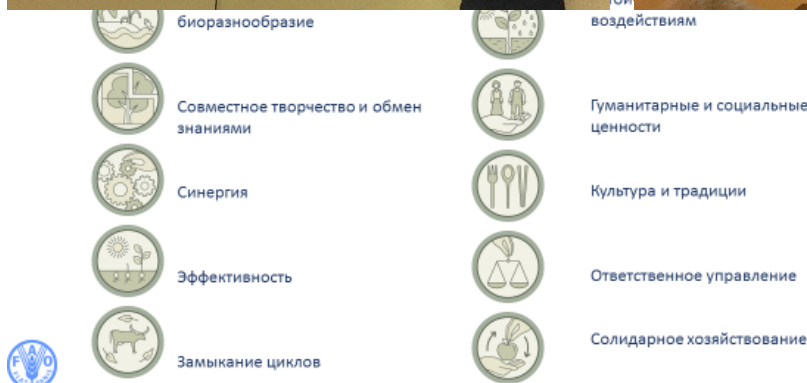 биоразнообразие
Совместное творчество и обмен
знаниями
Синергия
Эффективность
Замыкание циклов
воздействиям
Гуманитарные и социальные
ценности
Культура и традиции
Ответственное управление
Солидарное хозяйствование
FAO